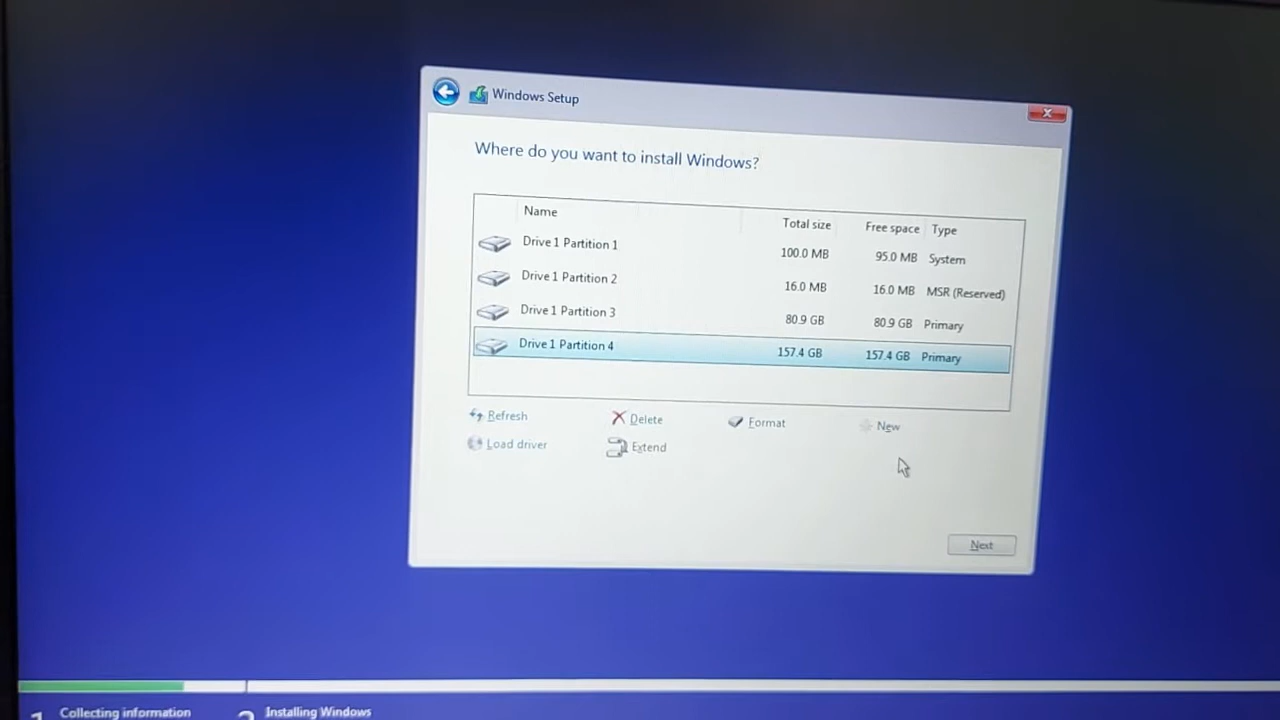 Windows Setup
Where do you want to install Windows?
Name Total size Free space Type
Drive 1 Partition 1 100.0 MB 95.0 MB System
Drive 1 Partition 2 16.0 MB 16.0 MB MSR (Reserved)
Drive 1 Partition 3 80.9 GB 80.9 GB Primary
Drive 1 Partition 4 157.4 GB 157.4 GB Primary
Refresh Delete Format New
Load driver Extend
Next
1 Collecting information 2 Installing Windows